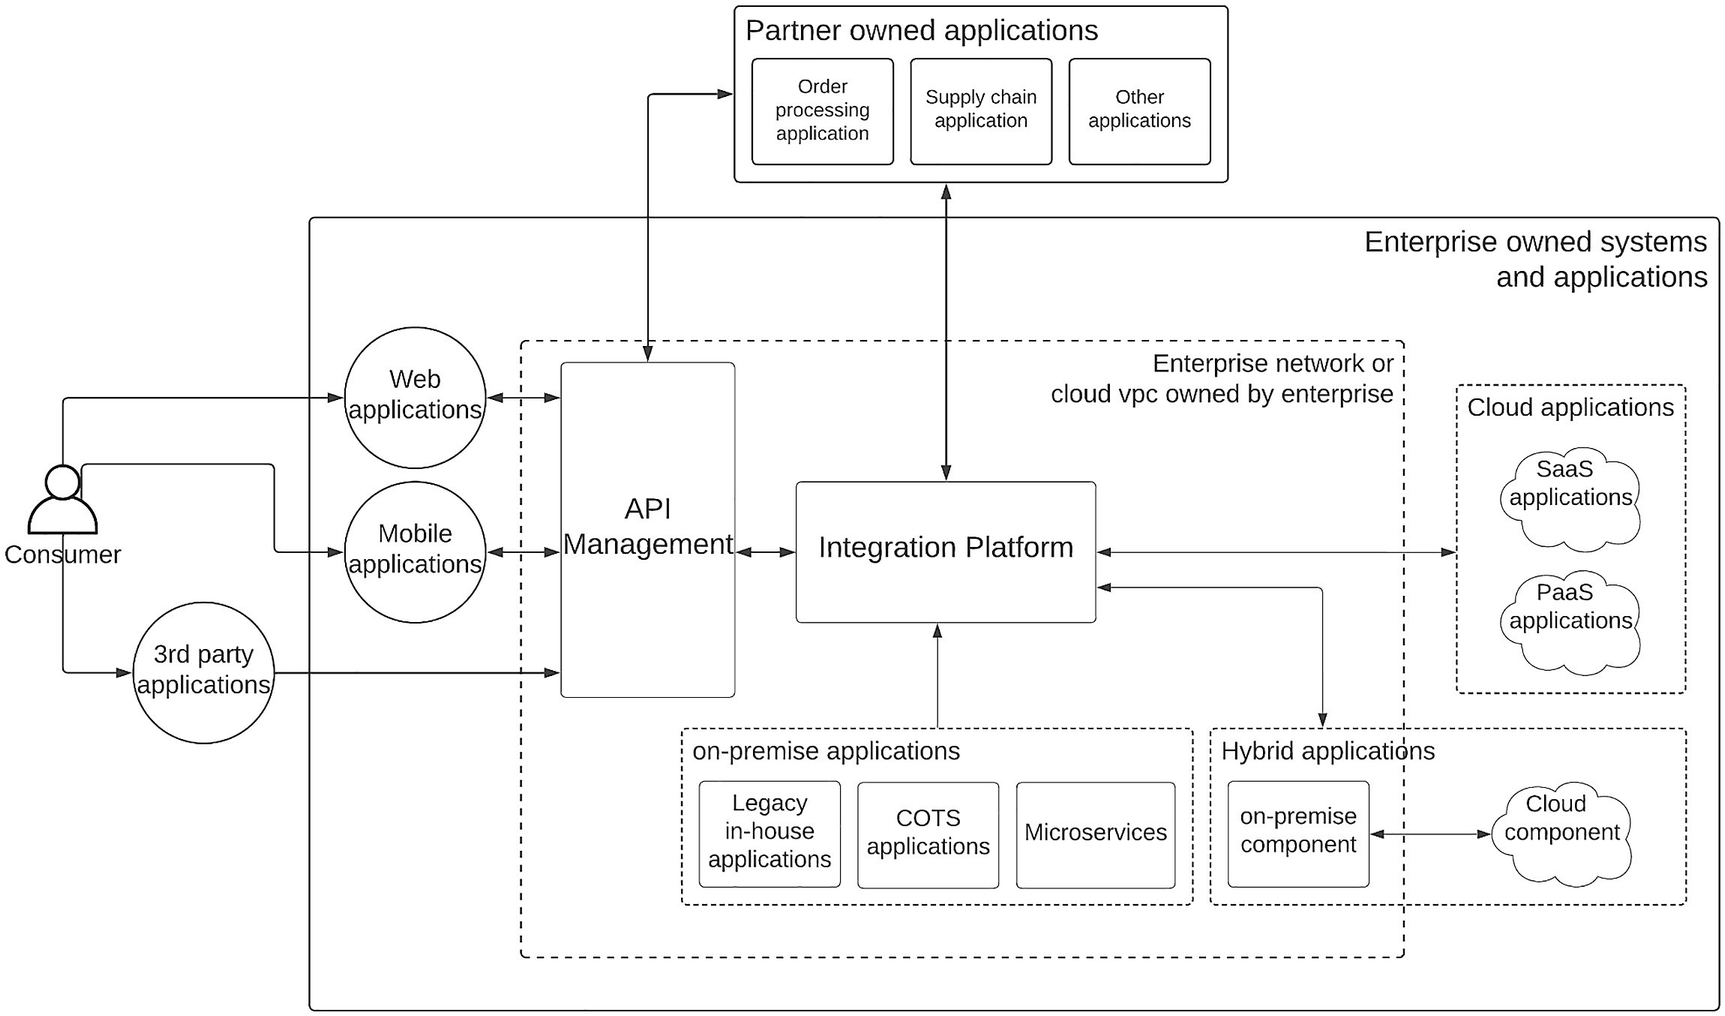 Partner owned applications
Order
processing
application
Supply chain
application
Other
applications
Enterprise owned systems
and applications
Enterprise network or
cloud vpc owned by enterprise
Web
applications
Mobile
applications
Consumer
3rd party
applications
API
Management
Integration Platform
Cloud applications
SaaS
applications
PaaS
applications
on-premise applications
Legacy
in-house
applications
COTS
applications
Microservices
Hybrid applications
on-premise
component
Cloud
component